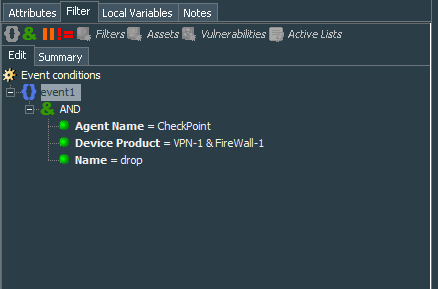 Attributes Filter Local Variables Notes
{} & || != Filters Assets Vulnerabilities Active Lists
Edit Summary
Event conditions
event1
& AND
Agent Name = CheckPoint
Device Product = VPN-1 & FireWall-1
Name = drop